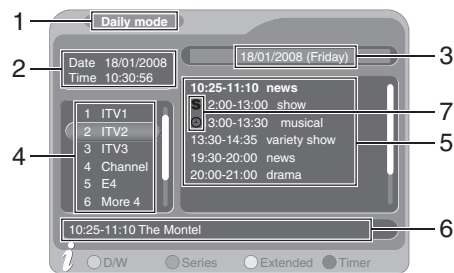 1 Daily mode
2 Date 18/01/2008
Time 10:30:56
18/01/2008 (Friday) 3
10:25-11:10 news
S 2:00-13:00 show 7
3:00-13:30 musical
13:30-14:35 variety show 5
19:30-20:00 news
20:00-21:00 drama
4
1 ITV1
2 ITV2
3 ITV3
4 Channel
5 E4
6 More 4
10:25-11:10 The Montel 6
i D/W Series Extended Timer